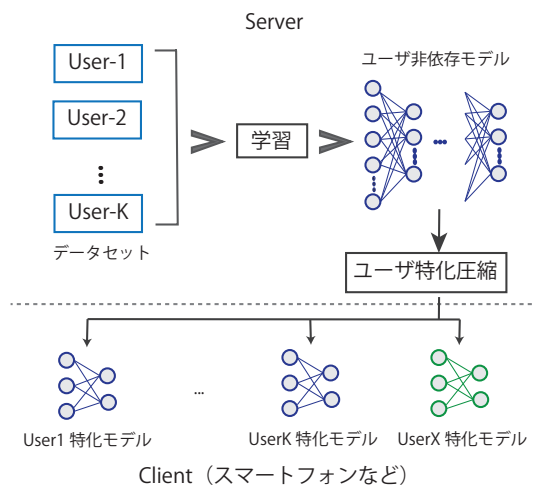 Server
User-1
User-2
⋮
User-K
データセット
学習
ユーザ非依存モデル
...
ユーザ特化圧縮
User1 特化モデル
...
UserK 特化モデル
UserX 特化モデル
Client（スマートフォンなど）